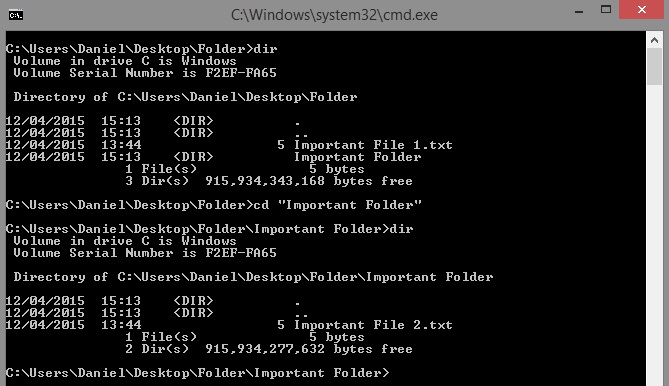 C:\Windows\system32\cmd.exe
C:\Users\Daniel\Desktop\Folder>dir
 Volume in drive C is Windows
 Volume Serial Number is F2EF-FA65
 Directory of C:\Users\Daniel\Desktop\Folder
12/04/2015  15:13    <DIR>          .
12/04/2015  15:13    <DIR>          ..
12/04/2015  13:44                 5 Important File 1.txt
12/04/2015  15:13    <DIR>          Important Folder
               1 File(s)              5 bytes
               3 Dir(s)  915,934,343,168 bytes free
C:\Users\Daniel\Desktop\Folder>cd "Important Folder"
C:\Users\Daniel\Desktop\Folder\Important Folder>dir
 Volume in drive C is Windows
 Volume Serial Number is F2EF-FA65
 Directory of C:\Users\Daniel\Desktop\Folder\Important Folder
12/04/2015  15:13    <DIR>          .
12/04/2015  15:13    <DIR>          ..
12/04/2015  13:44                 5 Important File 2.txt
               1 File(s)              5 bytes
               2 Dir(s)  915,934,277,632 bytes free
C:\Users\Daniel\Desktop\Folder\Important Folder>